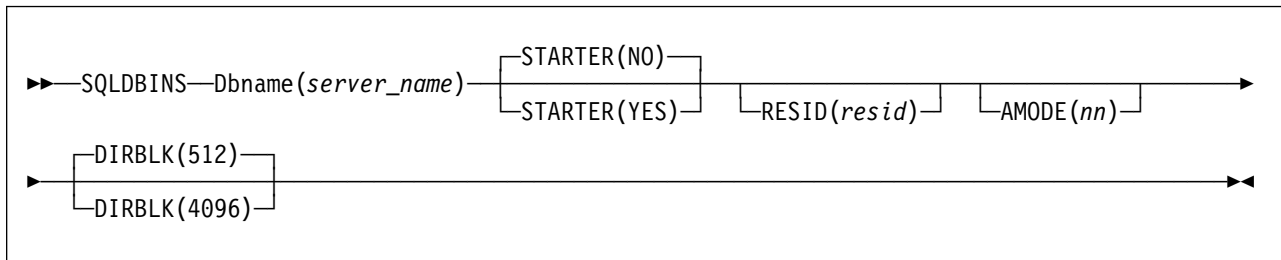 STARTER(NO)
SQLDBINS Dbname(server_name)
STARTER(YES) RESID(resid) AMODE(nn)
DIRBLK(512)
DIRBLK(4096)